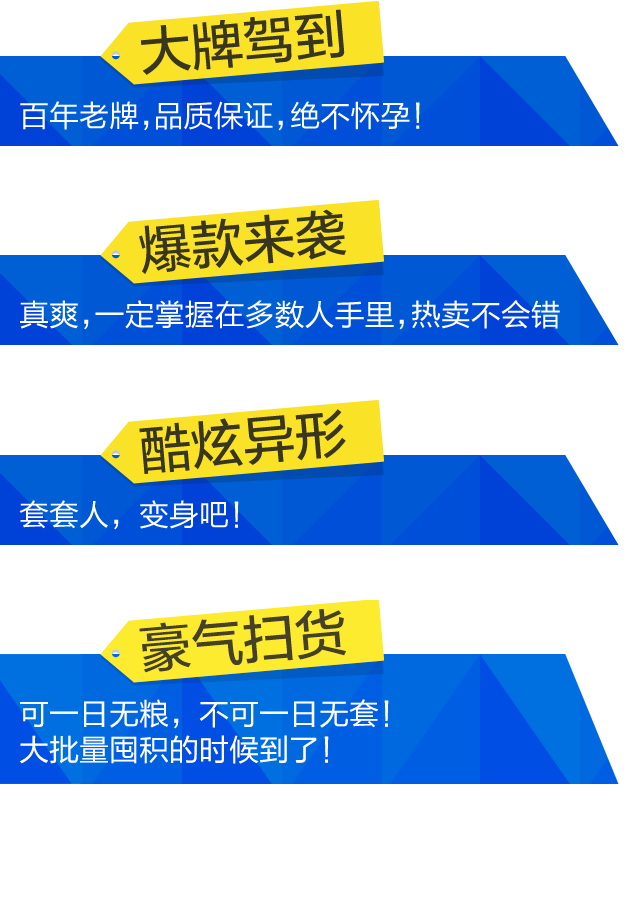 大牌驾到
百年老牌,品质保证,绝不怀孕!
爆款来袭
真爽,一定掌握在多数人手里,热卖不会错
酷炫异形
套套人，变身吧!
豪气扫货
可一日无粮，不可一日无套!
大批量囤积的时候到了!